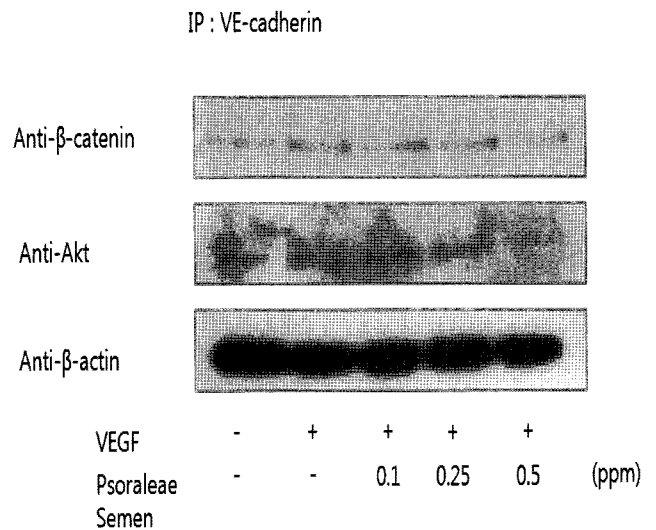 IP : VE-cadherin
Anti-β-catenin
Anti-Akt
Anti-β-actin
VEGF - + + + +
Psoraleae - - 0.1 0.25 0.5 (ppm)
Semen